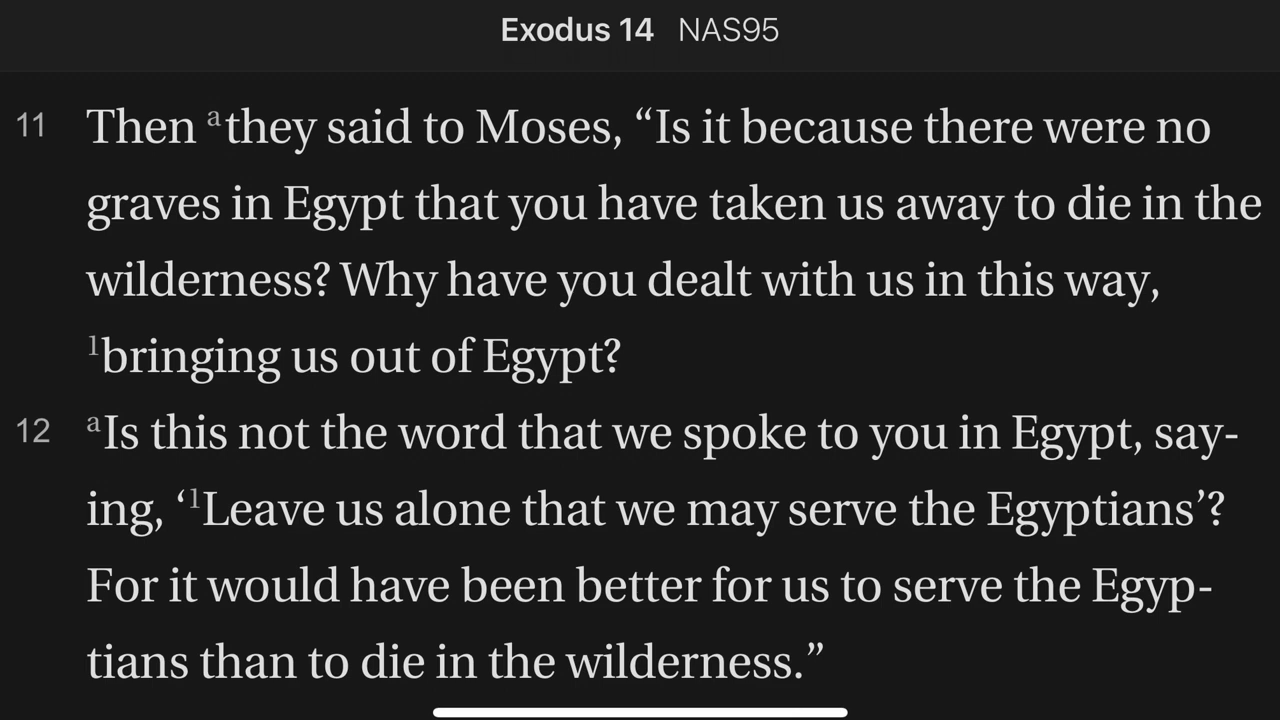 Exodus 14 NAS95
11 Then ᵃthey said to Moses, “Is it because there were no
graves in Egypt that you have taken us away to die in the
wilderness? Why have you dealt with us in this way,
¹bringing us out of Egypt?
12 ᵃIs this not the word that we spoke to you in Egypt, say-
ing, ‘¹Leave us alone that we may serve the Egyptians’?
For it would have been better for us to serve the Egyp-
tians than to die in the wilderness.”